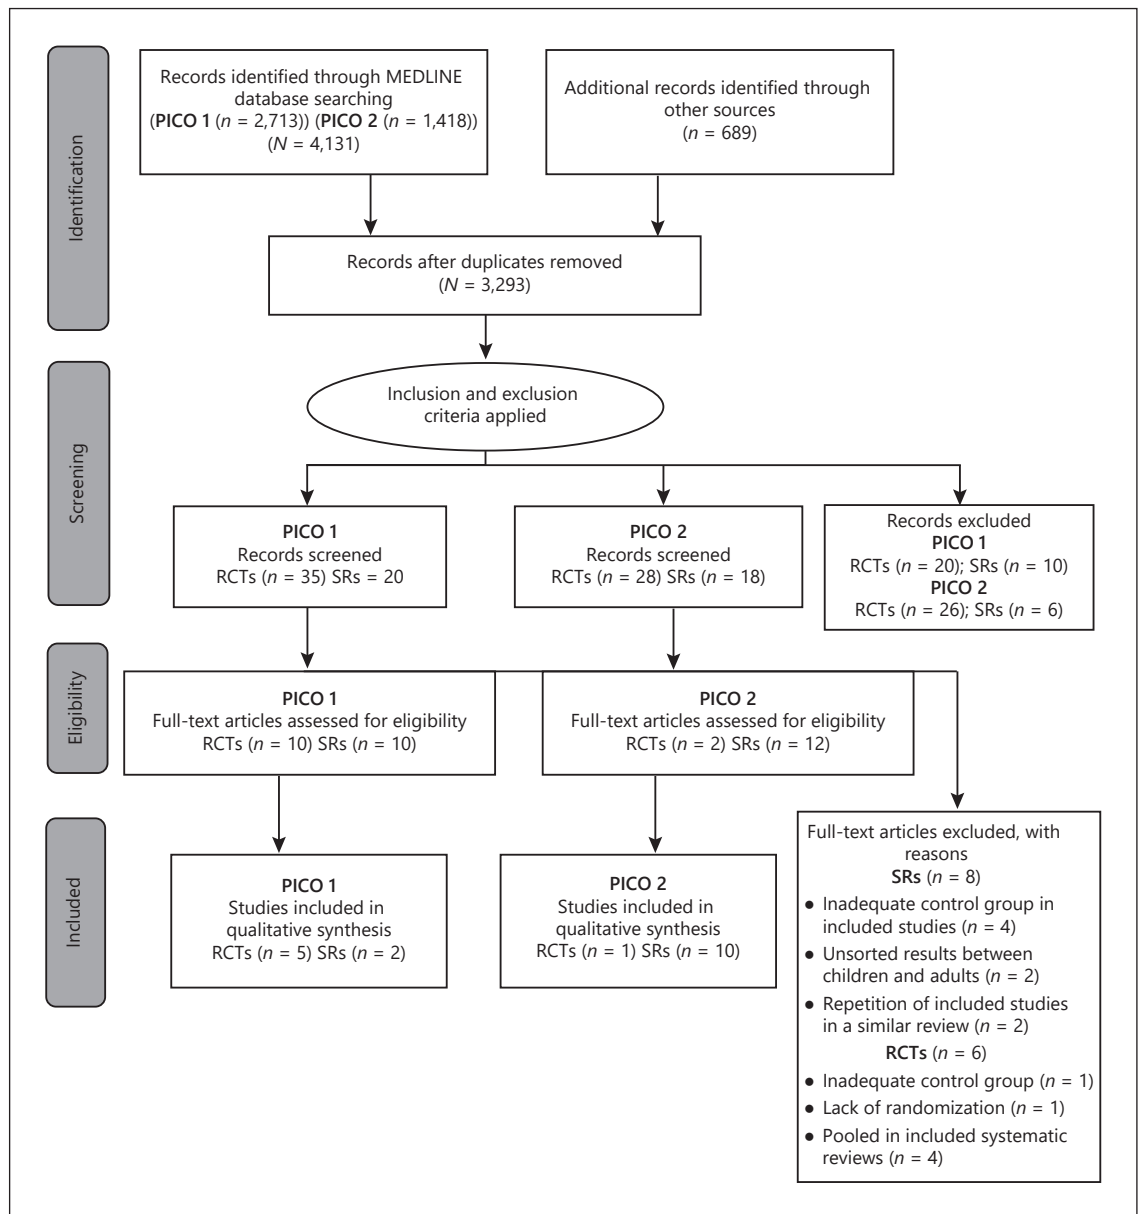 Identification
Records identified through MEDLINE
database searching
(PICO 1 (n = 2,713)) (PICO 2 (n = 1,418))
(N = 4,131)
Additional records identified through
other sources
(n = 689)
Records after duplicates removed
(N = 3,293)
Screening
Inclusion and exclusion
criteria applied
PICO 1
Records screened
RCTs (n = 35) SRs = 20
PICO 2
Records screened
RCTs (n = 28) SRs (n = 18)
Records excluded
PICO 1
RCTs (n = 20); SRs (n = 10)
PICO 2
RCTs (n = 26); SRs (n = 6)
Eligibility
PICO 1
Full-text articles assessed for eligibility
RCTs (n = 10) SRs (n = 10)
PICO 2
Full-text articles assessed for eligibility
RCTs (n = 2) SRs (n = 12)
Included
PICO 1
Studies included in
qualitative synthesis
RCTs (n = 5) SRs (n = 2)
PICO 2
Studies included in
qualitative synthesis
RCTs (n = 1) SRs (n = 10)
Full-text articles excluded, with
reasons
SRs (n = 8)
● Inadequate control group in
included studies (n = 4)
● Unsorted results between
children and adults (n = 2)
● Repetition of included studies
in a similar review (n = 2)
RCTs (n = 6)
● Inadequate control group (n = 1)
● Lack of randomization (n = 1)
● Pooled in included systematic
reviews (n = 4)